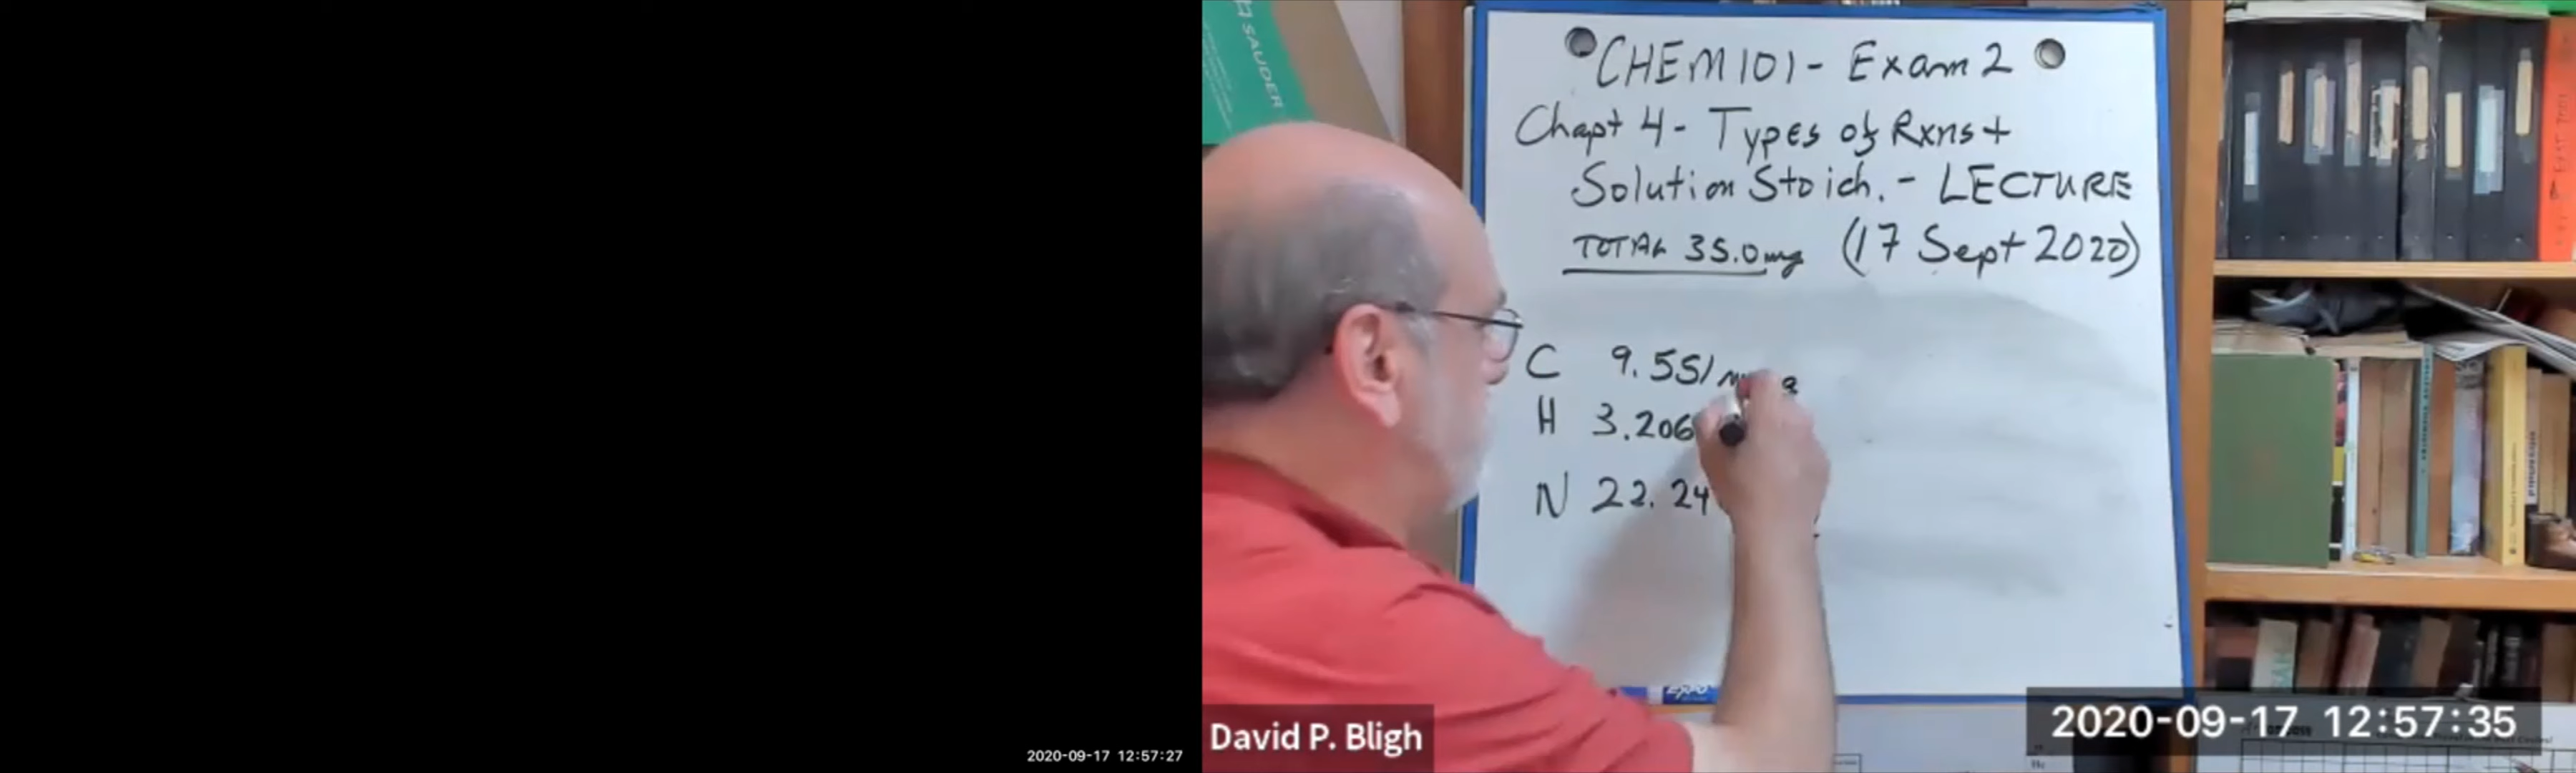 2020-09-17 12:57:27
SAUDER
CHEM 101 - Exam 2
Chapt 4 - Types of Rxns +
Solution Stoich. - LECTURE
TOTAL 35.0mg (17 Sept 2020)
C 9.551
H 3.206
N 22.24
EXPO
David P. Bligh
2020-09-17 12:57:35